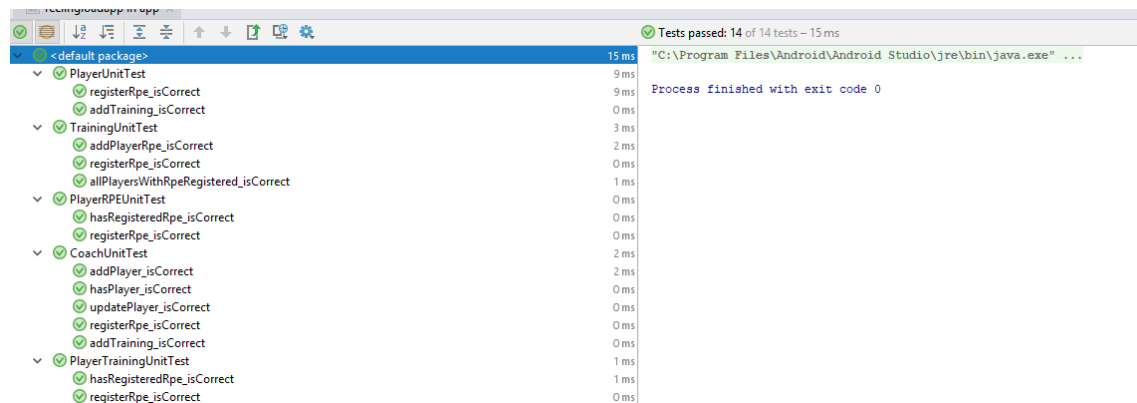 feelingloadapp in app
Tests passed: 14 of 14 tests – 15 ms
<default package> 15 ms
PlayerUnitTest 9 ms
registerRpe_isCorrect 9 ms
addTraining_isCorrect 0 ms
TrainingUnitTest 3 ms
addPlayerRpe_isCorrect 2 ms
registerRpe_isCorrect 0 ms
allPlayersWithRpeRegistered_isCorrect 1 ms
PlayerRPEUnitTest 0 ms
hasRegisteredRpe_isCorrect 0 ms
registerRpe_isCorrect 0 ms
CoachUnitTest 2 ms
addPlayer_isCorrect 2 ms
hasPlayer_isCorrect 0 ms
updatePlayer_isCorrect 0 ms
registerRpe_isCorrect 0 ms
addTraining_isCorrect 0 ms
PlayerTrainingUnitTest 1 ms
hasRegisteredRpe_isCorrect 1 ms
registerRpe_isCorrect 0 ms
"C:\Program Files\Android\Android Studio\jre\bin\java.exe" ...
Process finished with exit code 0